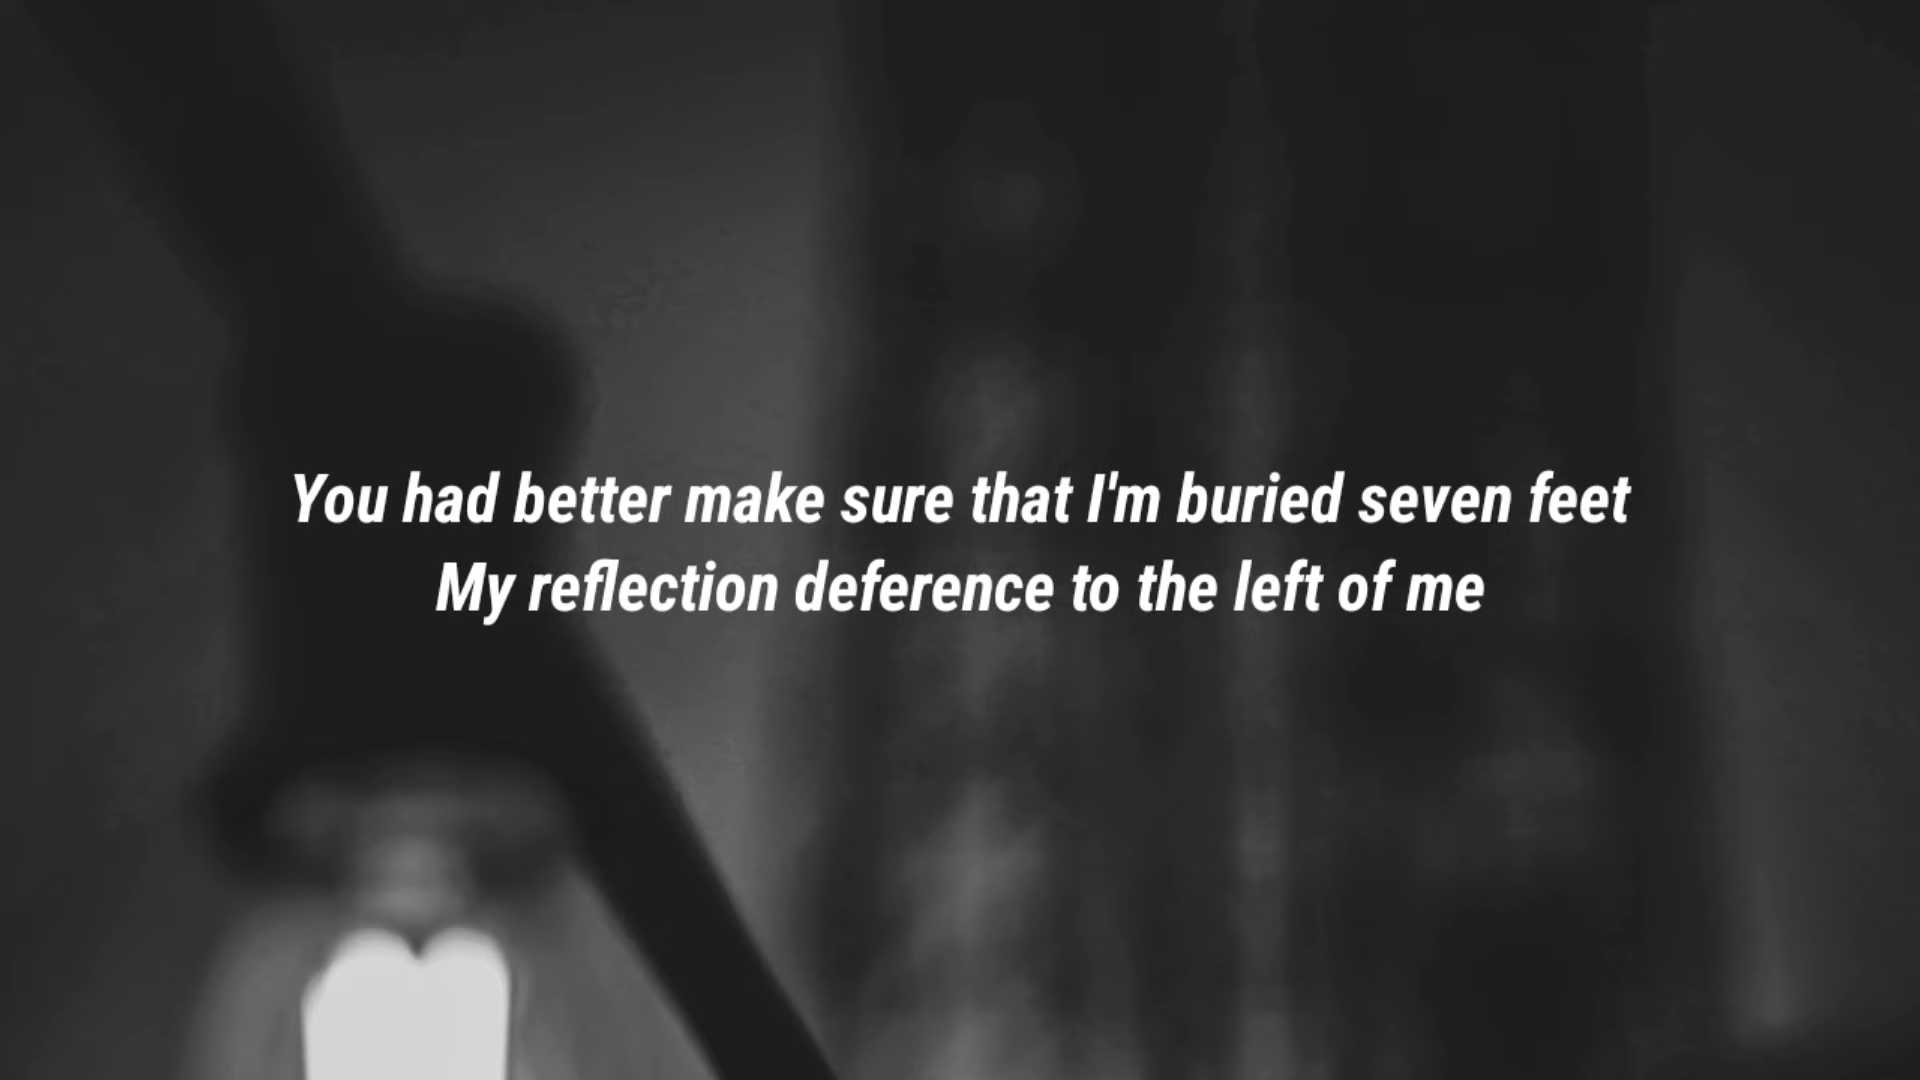 You had better make sure that I'm buried seven feet
My reflection deference to the left of me